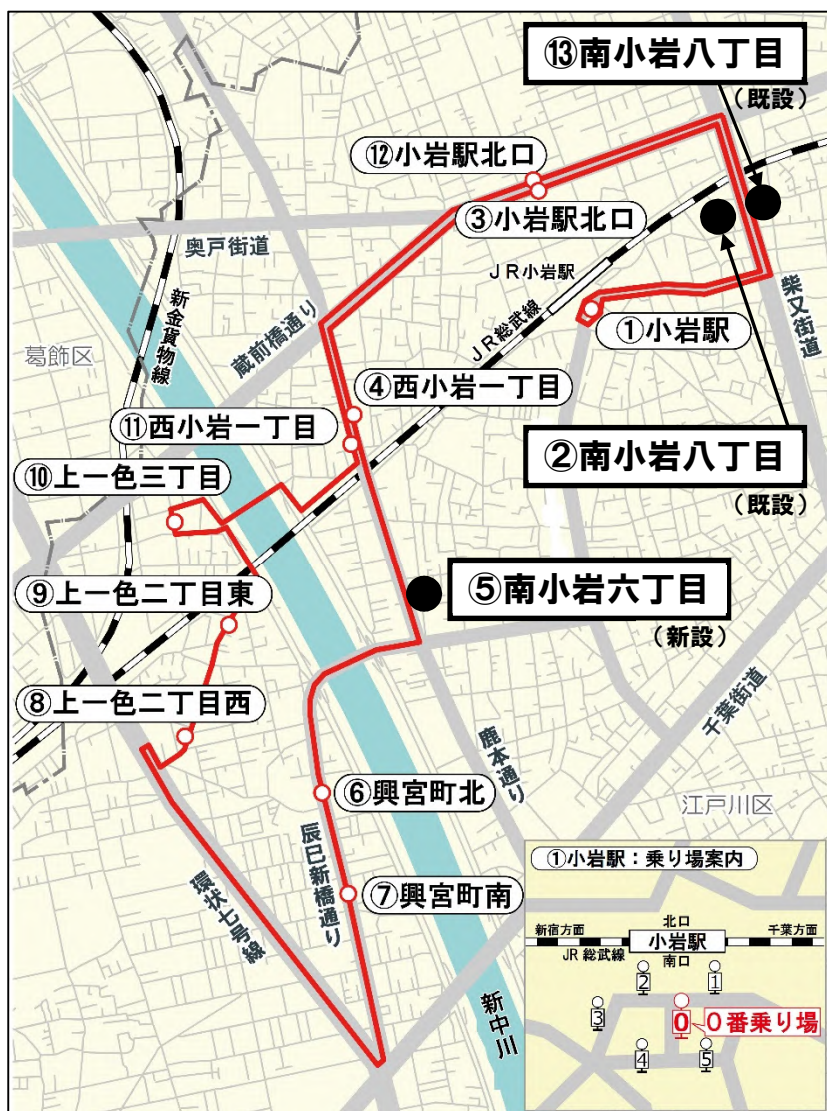 ⑬南小岩八丁目
（既設）
⑫小岩駅北口
③小岩駅北口
奥戸街道
JR小岩駅
新金貨物線
柴又街道
蔵前橋通り
JR総武線
①小岩駅
葛飾区
④西小岩一丁目
⑪西小岩一丁目
②南小岩八丁目
（既設）
⑩上一色三丁目
⑨上一色二丁目東
⑤南小岩六丁目
（新設）
⑧上一色二丁目西
千葉街道
鹿本通り
⑥興宮町北
江戸川区
辰巳新橋通り
⑦興宮町南
環状七号線
新中川
①小岩駅：乗り場案内
北口
新宿方面
小岩駅
千葉方面
JR 総武線
南口
2
1
3
0
0番乗り場
4
5